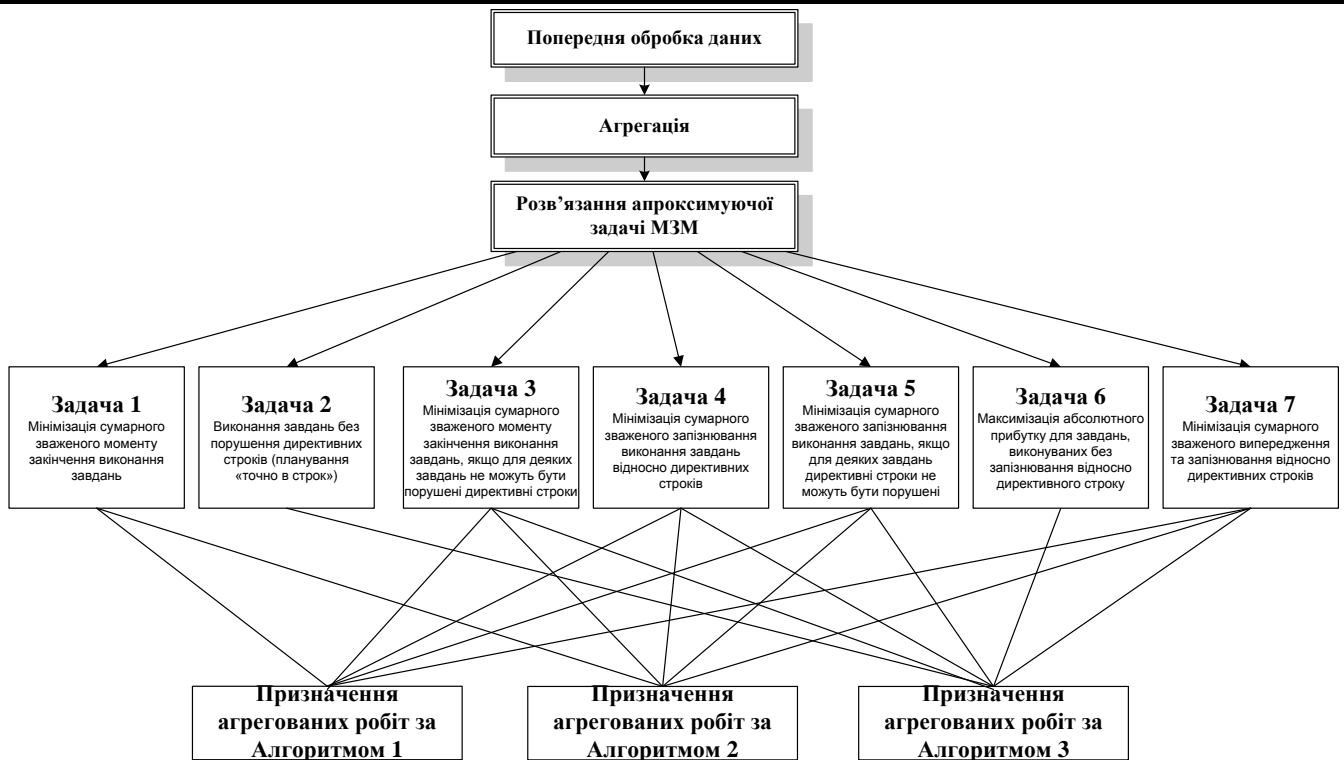 Попередня обробка даних
Агрегація
Розв’язання апроксимуючої
задачі МЗМ
Задача 1
Мінімізація сумарного
зваженого моменту
закінчення виконання
завдань
Задача 2
Виконання завдань без
порушення директивних
строків (планування
«точно в строк»)
Задача 3
Мінімізація сумарного
зваженого моменту
закінчення виконання
завдань, якщо для деяких
завдань не можуть бути
порушені директивні строки
Задача 4
Мінімізація сумарного
зваженого запізнювання
виконання завдань
відносно директивних
строків
Задача 5
Мінімізація сумарного
зваженого запізнювання
виконання завдань, якщо
для деяких завдань
директивні строки не
можуть бути порушені
Задача 6
Максимізація абсолютного
прибутку для завдань,
виконуваних без
запізнювання відносно
директивного строку
Задача 7
Мінімізація сумарного
зваженого випередження
та запізнювання відносно
директивних строків
Призначення
агрегованих робіт за
Алгоритмом 1
Призначення
агрегованих робіт за
Алгоритмом 2
Призначення
агрегованих робіт за
Алгоритмом 3